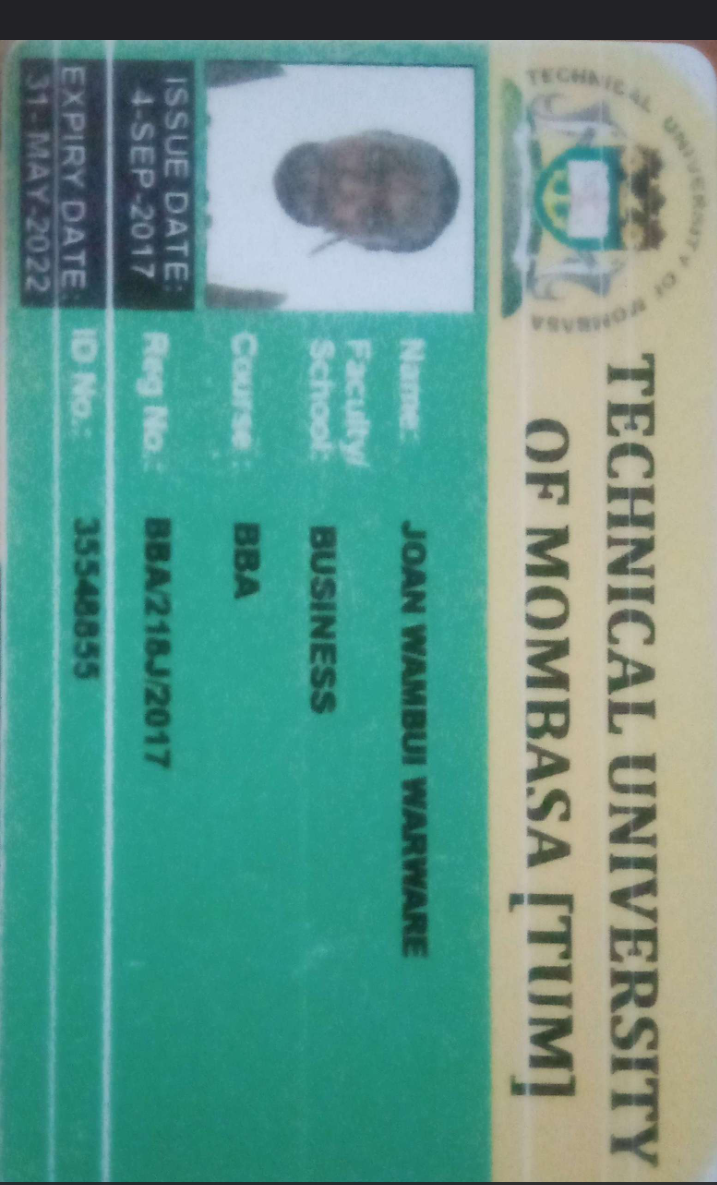 TECHNICAL UNIVERSITY OF MOMBASA
TECHNICAL UNIVERSITY
OF MOMBASA [TUM]
Name: JOAN WAMBUI WARWARE
Faculty/
School: BUSINESS
Course: BBA
Reg No.: BBA/218J/2017
ID No.: 35548855
ISSUE DATE:
4-SEP-2017
EXPIRY DATE:
31-MAY-2022